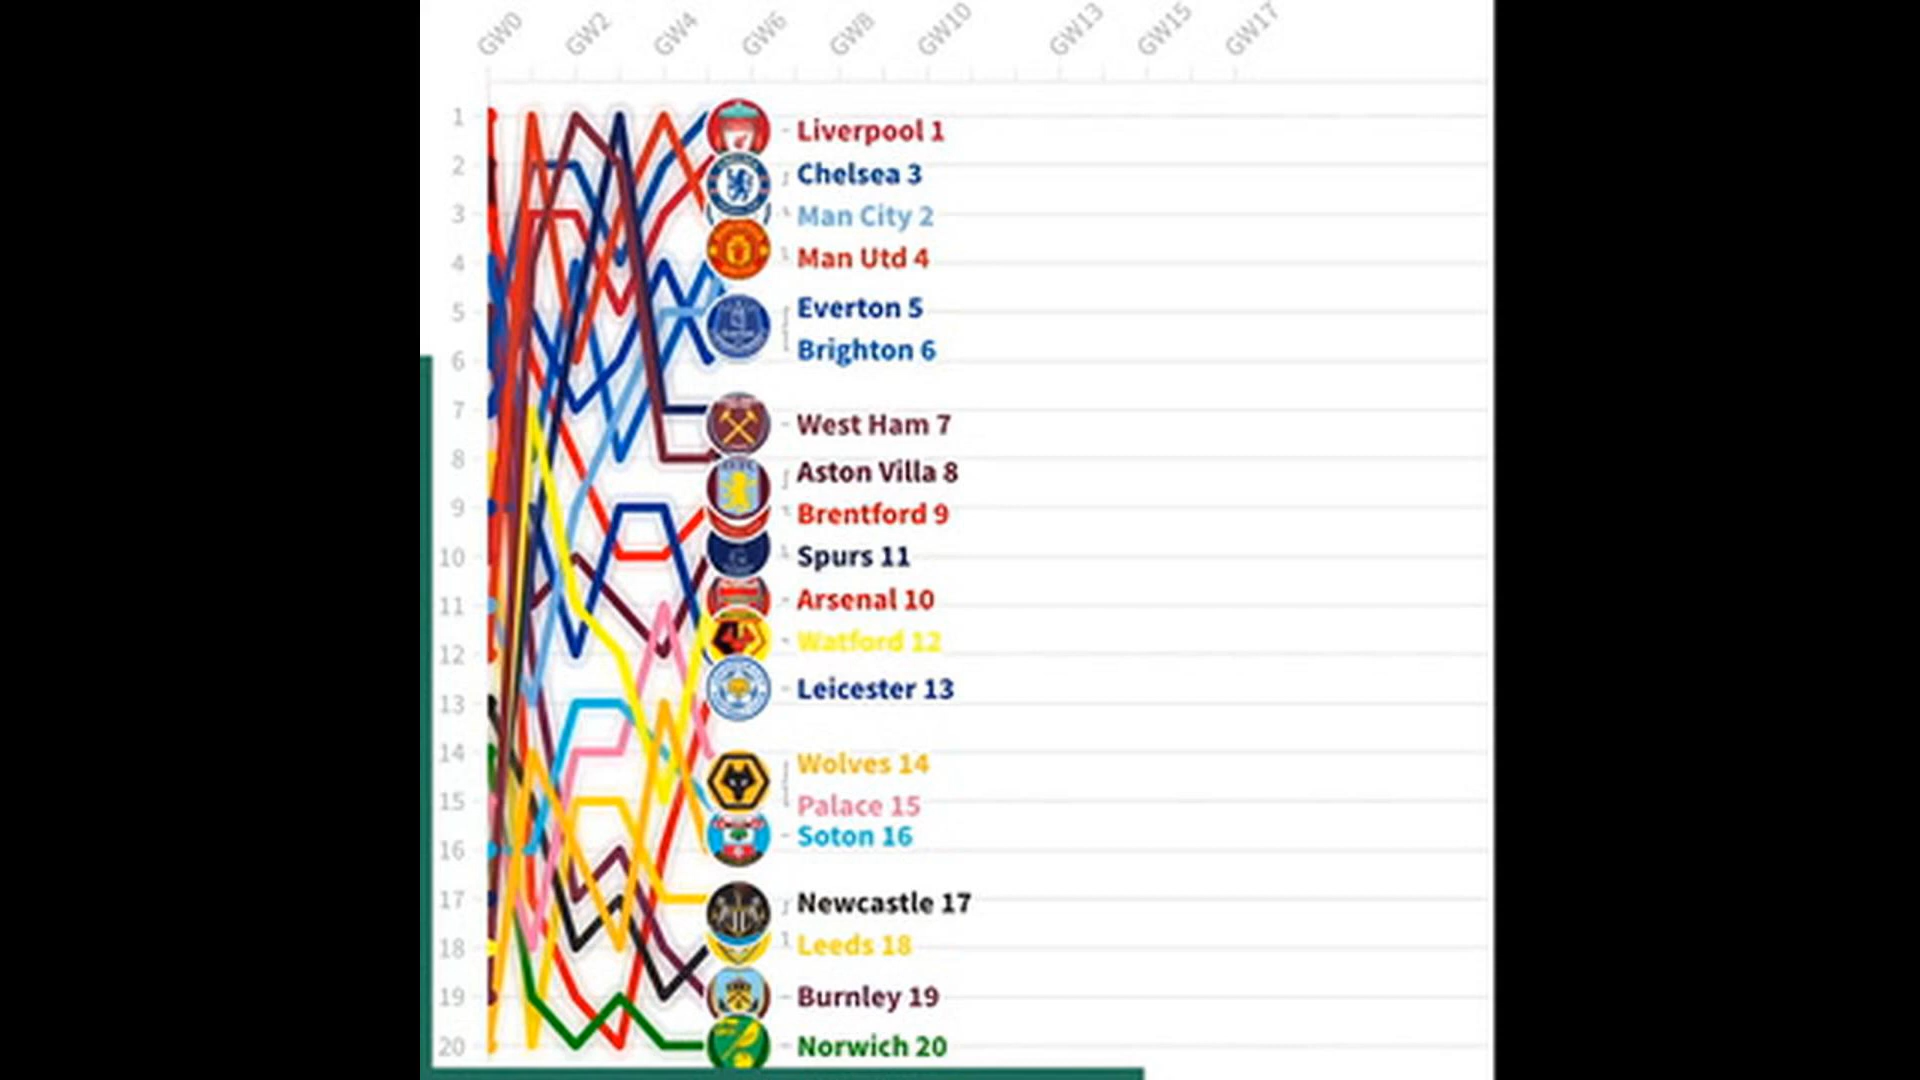 GW0 GW2 GW4 GW6 GW8 GW10 GW13 GW15 GW17
1
Liverpool 1
2
Chelsea 3
3
Man City 2
4
Man Utd 4
5
Everton 5
6
Brighton 6
7
West Ham 7
8
Aston Villa 8
9
Brentford 9
10
Spurs 11
11
Arsenal 10
12
Watford 12
13
Leicester 13
14
Wolves 14
15
Palace 15
16
Soton 16
17
Newcastle 17
18
Leeds 18
19
Burnley 19
20
Norwich 20